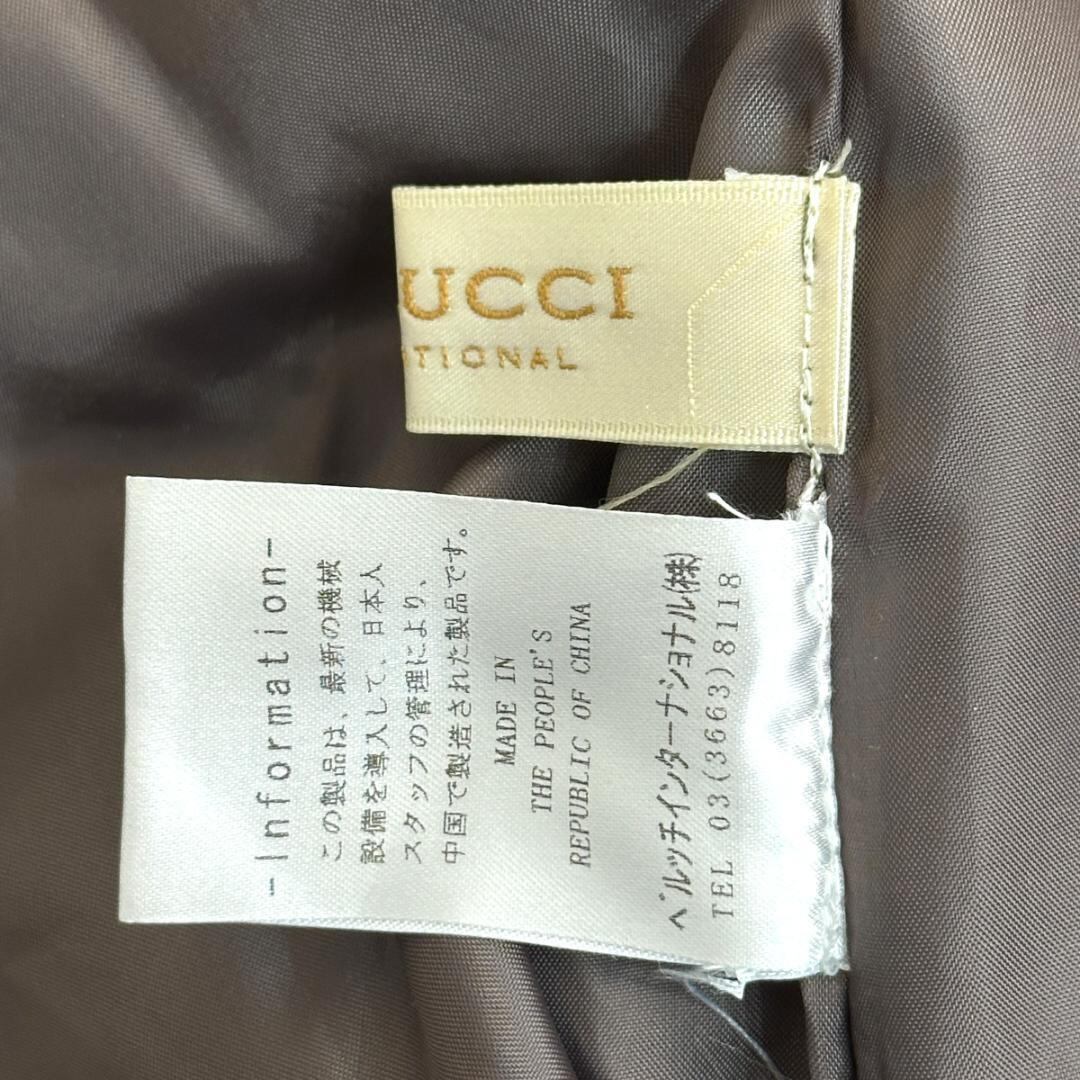 UCCI
TIONAL
-Information-
この製品は、最新の機械
設備を導入して、日本人
スタッフの管理により、
中国で製造された製品です。
MADE IN
THE PEOPLE'S
REPUBLIC OF CHINA
ベルッチインターナショナル(株)
TEL 03(3663)8118